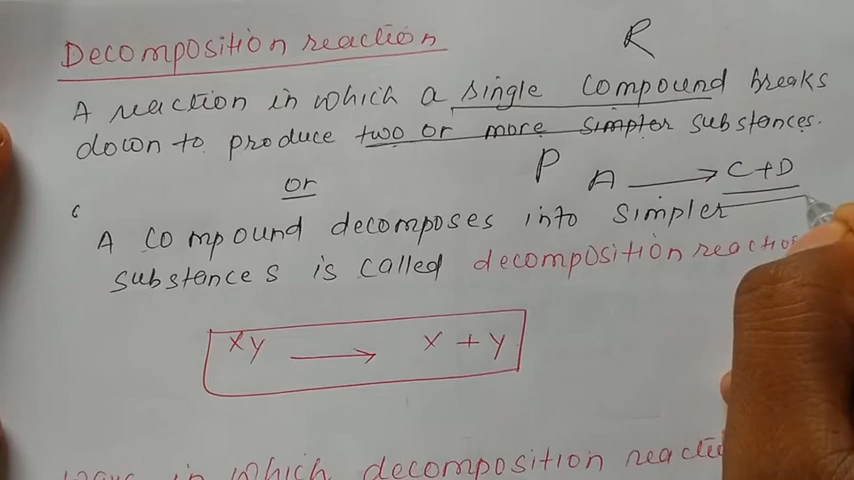 Decomposition reaction
R
A reaction in which a single compound breaks
down to produce two or more simpler substances.
or
P
A → C+D
A compound decomposes into simpler
substances is called decomposition reaction
xy → x + y
in which decomposition